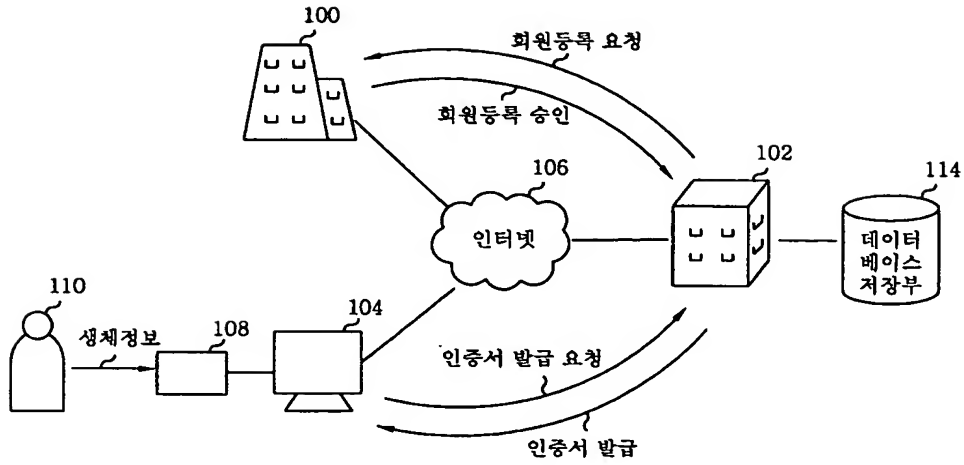 100
회원등록 요청
회원등록 승인
102
114
106
인터넷
데이터
베이스
저장부
110
생체정보
108
104
인증서 발급 요청
인증서 발급